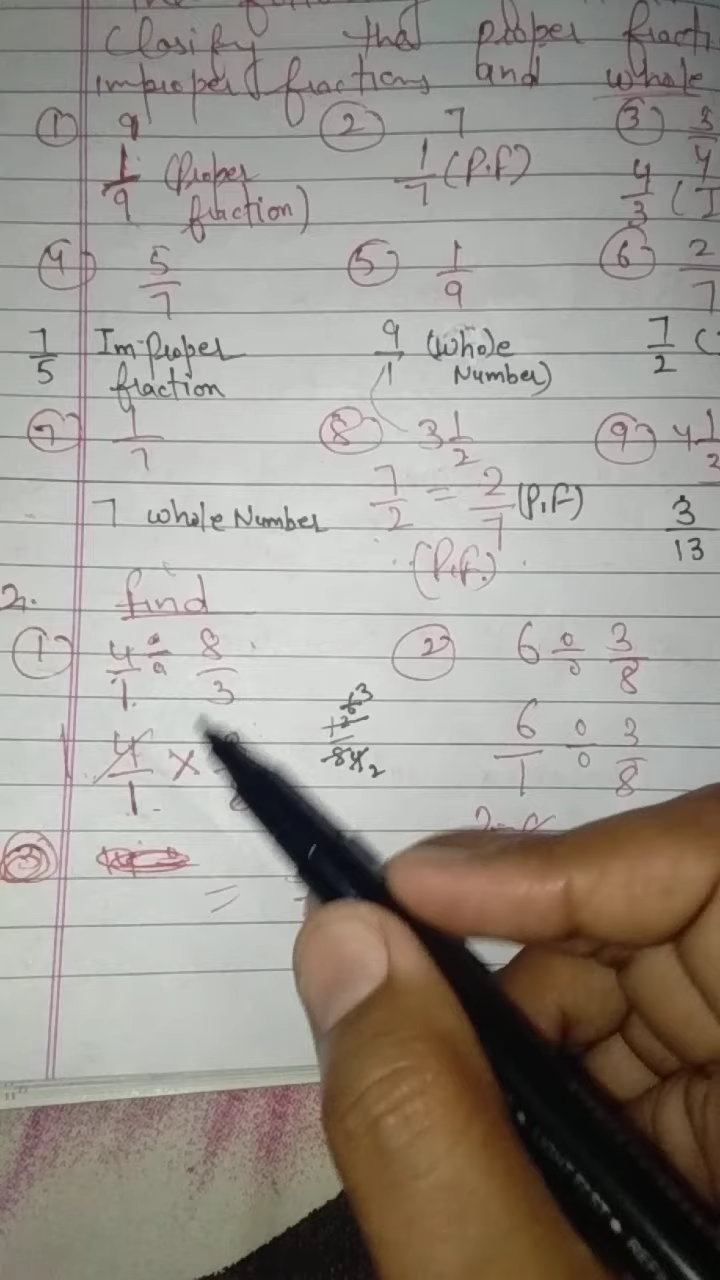 Clasify the proper fracti
improper fractions and whole
① 9 ② 7 ③ 3/4
1/9 (Proper fraction) 1/7 (P.F) 4/3 (I
④ 5/7 ⑤ 1/9 ⑥ 2/7
7/5 Improper fraction 9/1 (Whole Number) 7/2 (
⑦ 1/7 ⑧ 3 1/2 ⑨ 4 1/3
7 whole Number 7/2 = 2/7 (P.F) 3/13
(P.F.)
2. find
① 4/1 ÷ 8/3 ② 6 ÷ 3/8
4/1 × 6/1 ÷ 3/8
③
=